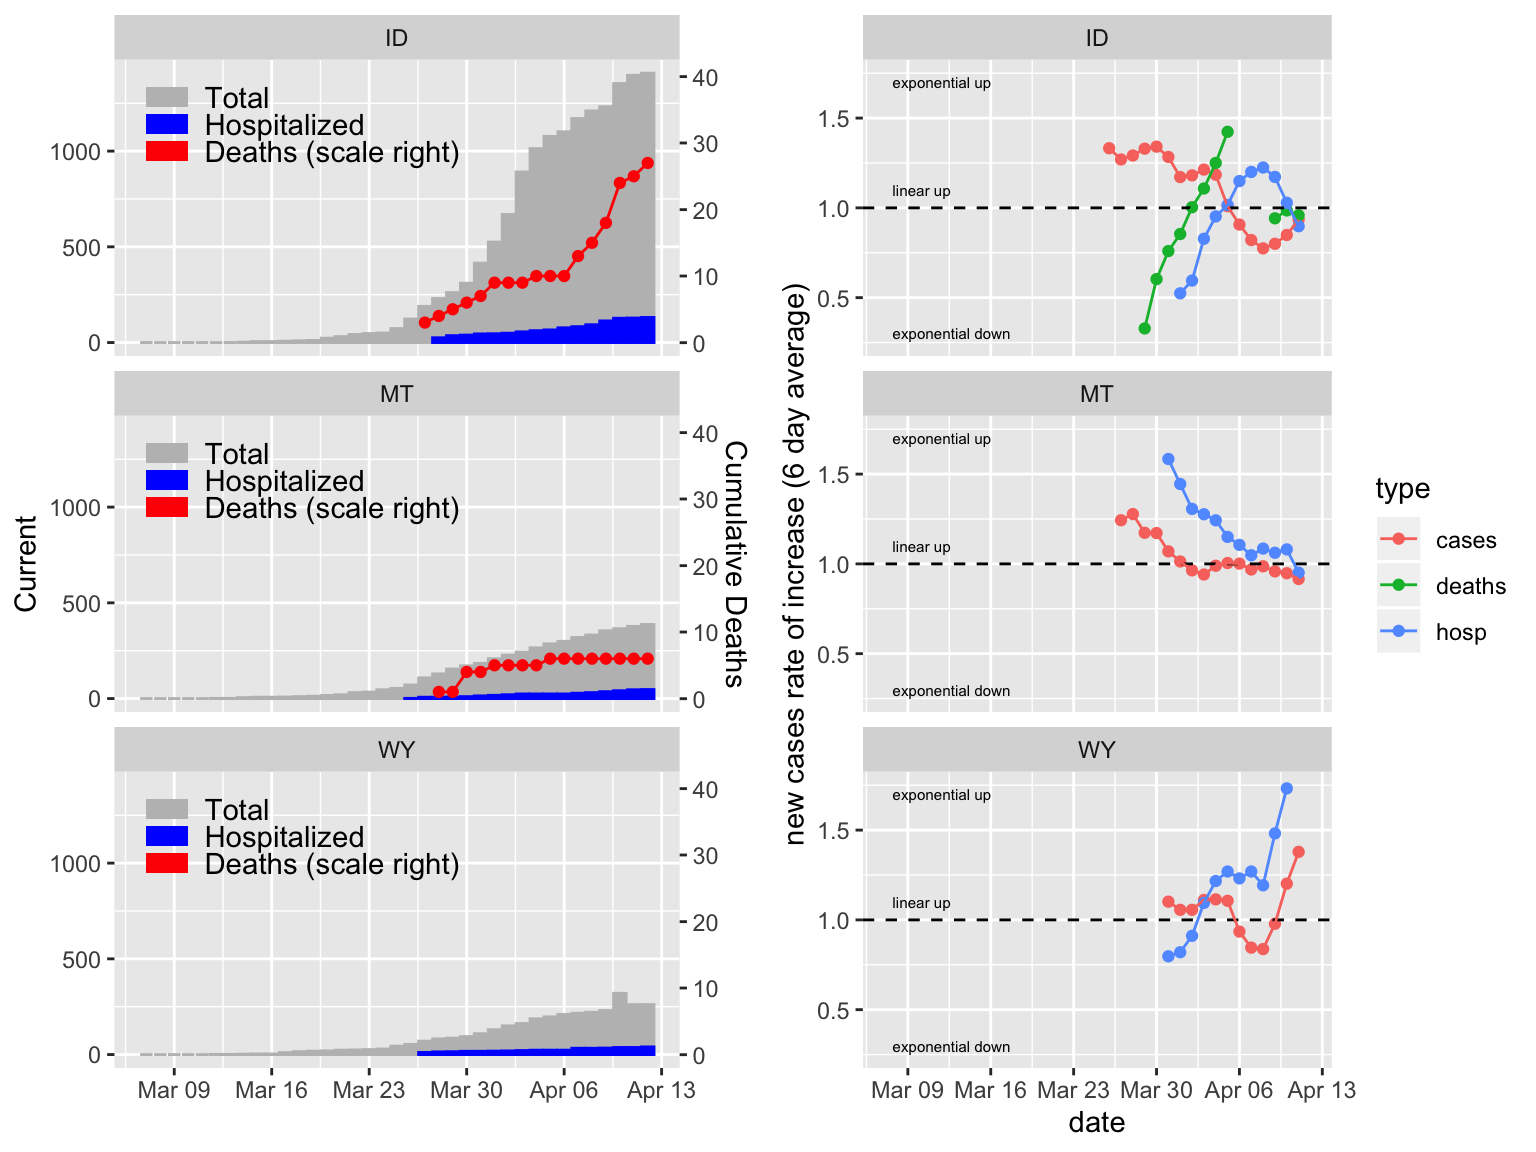 ID
Total
Hospitalized
Deaths (scale right)
1000
500
0
40
30
20
10
0
MT
Total
Hospitalized
Deaths (scale right)
1000
500
0
40
30
20
10
0
WY
Total
Hospitalized
Deaths (scale right)
1000
500
0
40
30
20
10
0
Mar 09 Mar 16 Mar 23 Mar 30 Apr 06 Apr 13
Current
Cumulative Deaths
ID
exponential up
linear up
exponential down
1.5
1.0
0.5
MT
exponential up
linear up
exponential down
1.5
1.0
0.5
WY
exponential up
linear up
exponential down
1.5
1.0
0.5
Mar 09 Mar 16 Mar 23 Mar 30 Apr 06 Apr 13
date
new cases rate of increase (6 day average)
type
cases
deaths
hosp